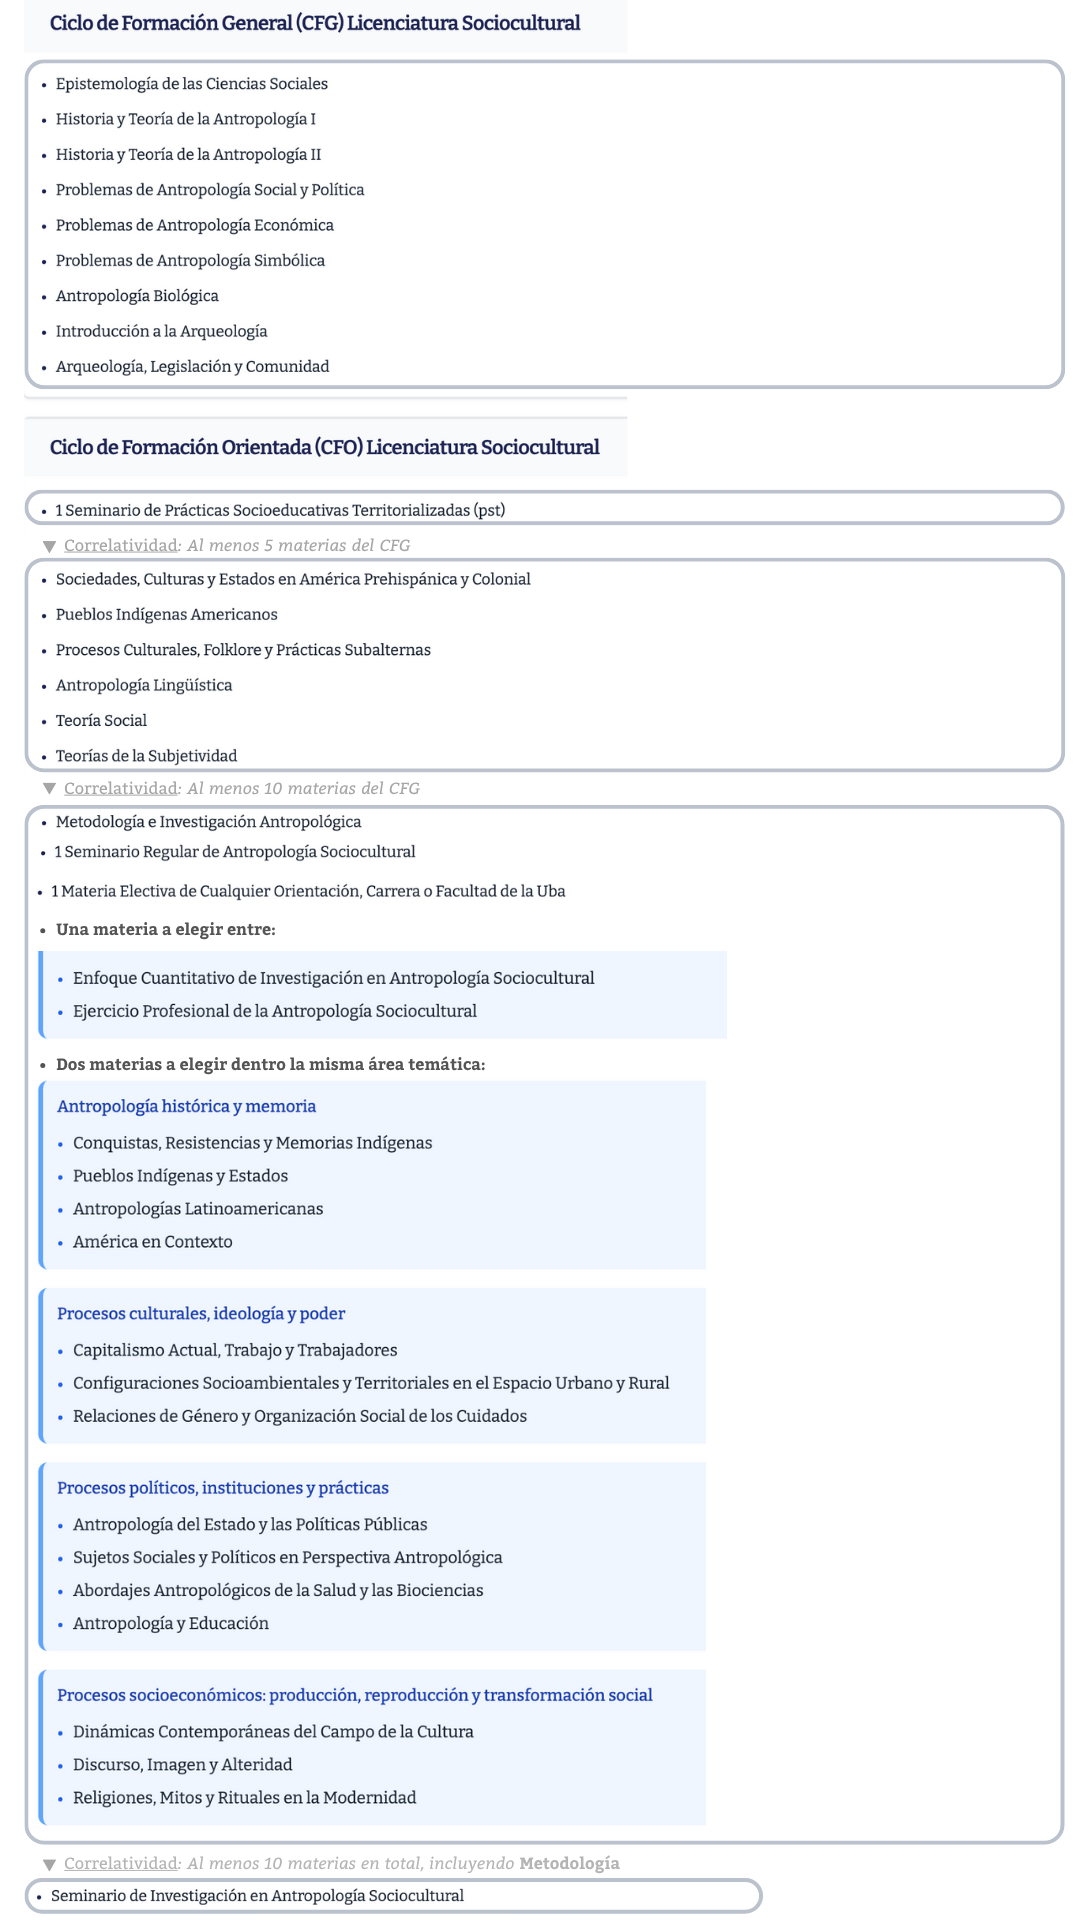 Ciclo de Formación General (CFG) Licenciatura Sociocultural
• Epistemología de las Ciencias Sociales
• Historia y Teoría de la Antropología I
• Historia y Teoría de la Antropología II
• Problemas de Antropología Social y Política
• Problemas de Antropología Económica
• Problemas de Antropología Simbólica
• Antropología Biológica
• Introducción a la Arqueología
• Arqueología, Legislación y Comunidad
Ciclo de Formación Orientada (CFO) Licenciatura Sociocultural
• 1 Seminario de Prácticas Socioeducativas Territorializadas (pst)
▼ Correlatividad: Al menos 5 materias del CFG
• Sociedades, Culturas y Estados en América Prehispánica y Colonial
• Pueblos Indígenas Americanos
• Procesos Culturales, Folklore y Prácticas Subalternas
• Antropología Lingüística
• Teoría Social
• Teorías de la Subjetividad
▼ Correlatividad: Al menos 10 materias del CFG
• Metodología e Investigación Antropológica
• 1 Seminario Regular de Antropología Sociocultural
• 1 Materia Electiva de Cualquier Orientación, Carrera o Facultad de la Uba
• Una materia a elegir entre:
• Enfoque Cuantitativo de Investigación en Antropología Sociocultural
• Ejercicio Profesional de la Antropología Sociocultural
• Dos materias a elegir dentro la misma área temática:
Antropología histórica y memoria
• Conquistas, Resistencias y Memorias Indígenas
• Pueblos Indígenas y Estados
• Antropologías Latinoamericanas
• América en Contexto
Procesos culturales, ideología y poder
• Capitalismo Actual, Trabajo y Trabajadores
• Configuraciones Socioambientales y Territoriales en el Espacio Urbano y Rural
• Relaciones de Género y Organización Social de los Cuidados
Procesos políticos, instituciones y prácticas
• Antropología del Estado y las Políticas Públicas
• Sujetos Sociales y Políticos en Perspectiva Antropológica
• Abordajes Antropológicos de la Salud y las Biociencias
• Antropología y Educación
Procesos socioeconómicos: producción, reproducción y transformación social
• Dinámicas Contemporáneas del Campo de la Cultura
• Discurso, Imagen y Alteridad
• Religiones, Mitos y Rituales en la Modernidad
▼ Correlatividad: Al menos 10 materias en total, incluyendo Metodología
• Seminario de Investigación en Antropología Sociocultural